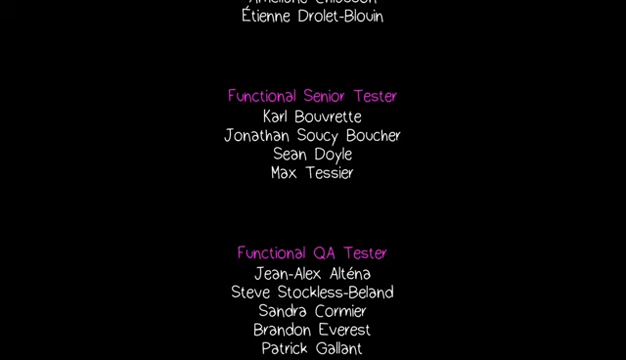 Étienne Drolet-Blouin
Functional Senior Tester
Karl Bouvrette
Jonathan Soucy Boucher
Sean Doyle
Max Tessier
Functional QA Tester
Jean-Alex Alténa
Steve Stockless-Beland
Sandra Cormier
Brandon Everest
Patrick Gallant